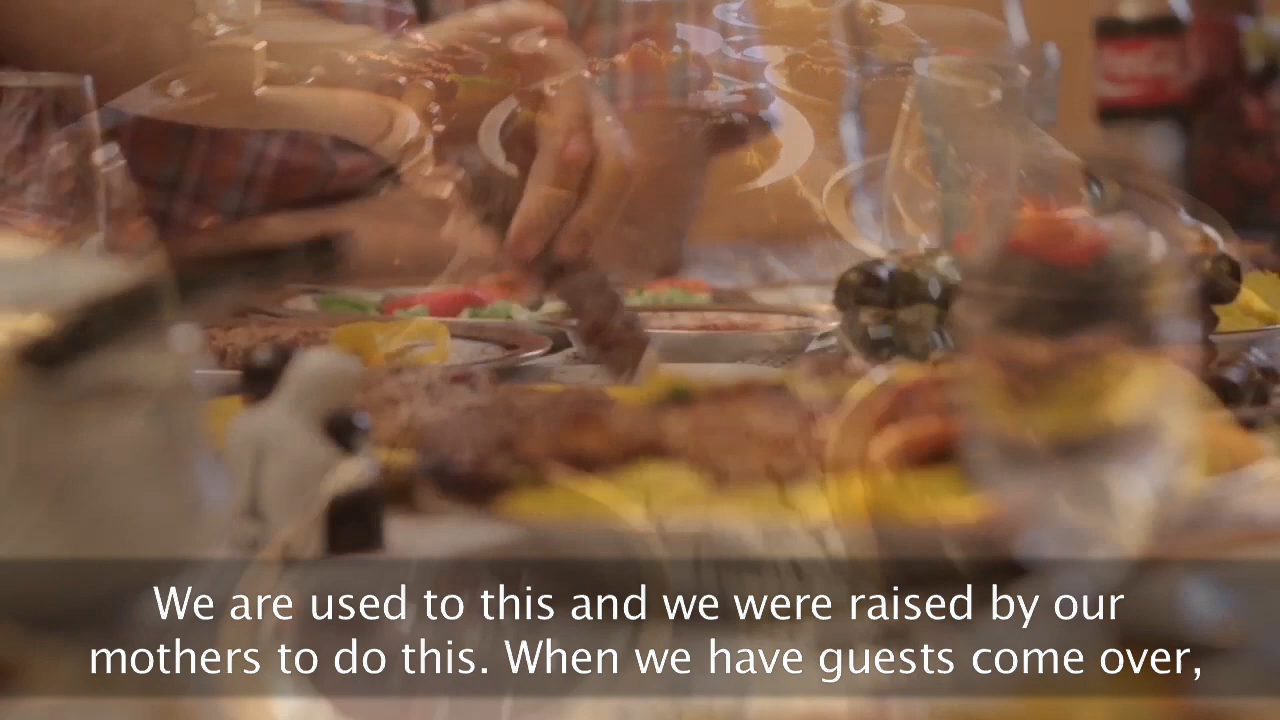 We are used to this and we were raised by our
mothers to do this. When we have guests come over,